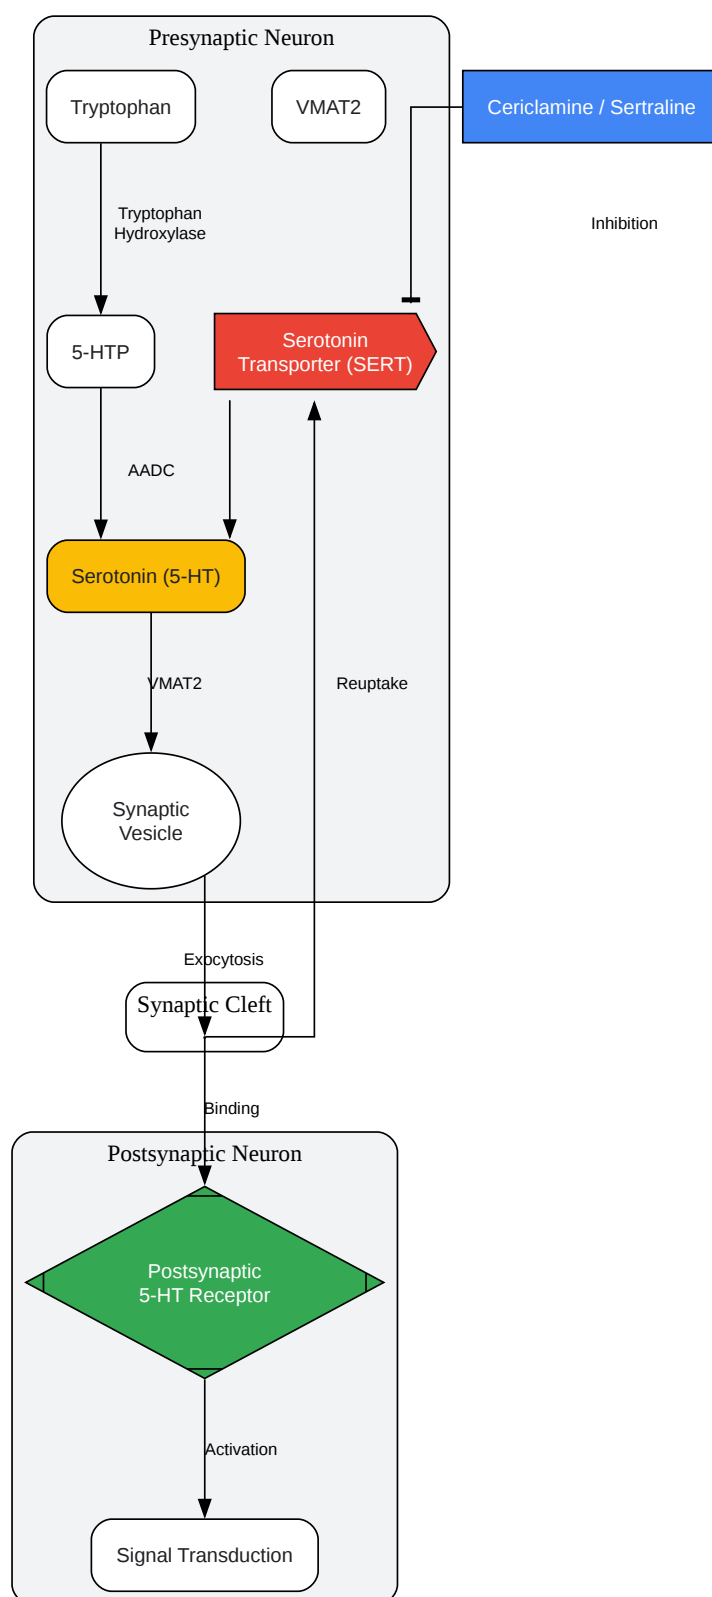 Presynaptic Neuron
Tryptophan
VMAT2
Cericlamine / Sertraline
Tryptophan
Hydroxylase
Inhibition
5-HTP
Serotonin
Transporter (SERT)
AADC
Serotonin (5-HT)
VMAT2
Reuptake
Synaptic
Vesicle
Exocytosis
Synaptic Cleft
Binding
Postsynaptic Neuron
Postsynaptic
5-HT Receptor
Activation
Signal Transduction